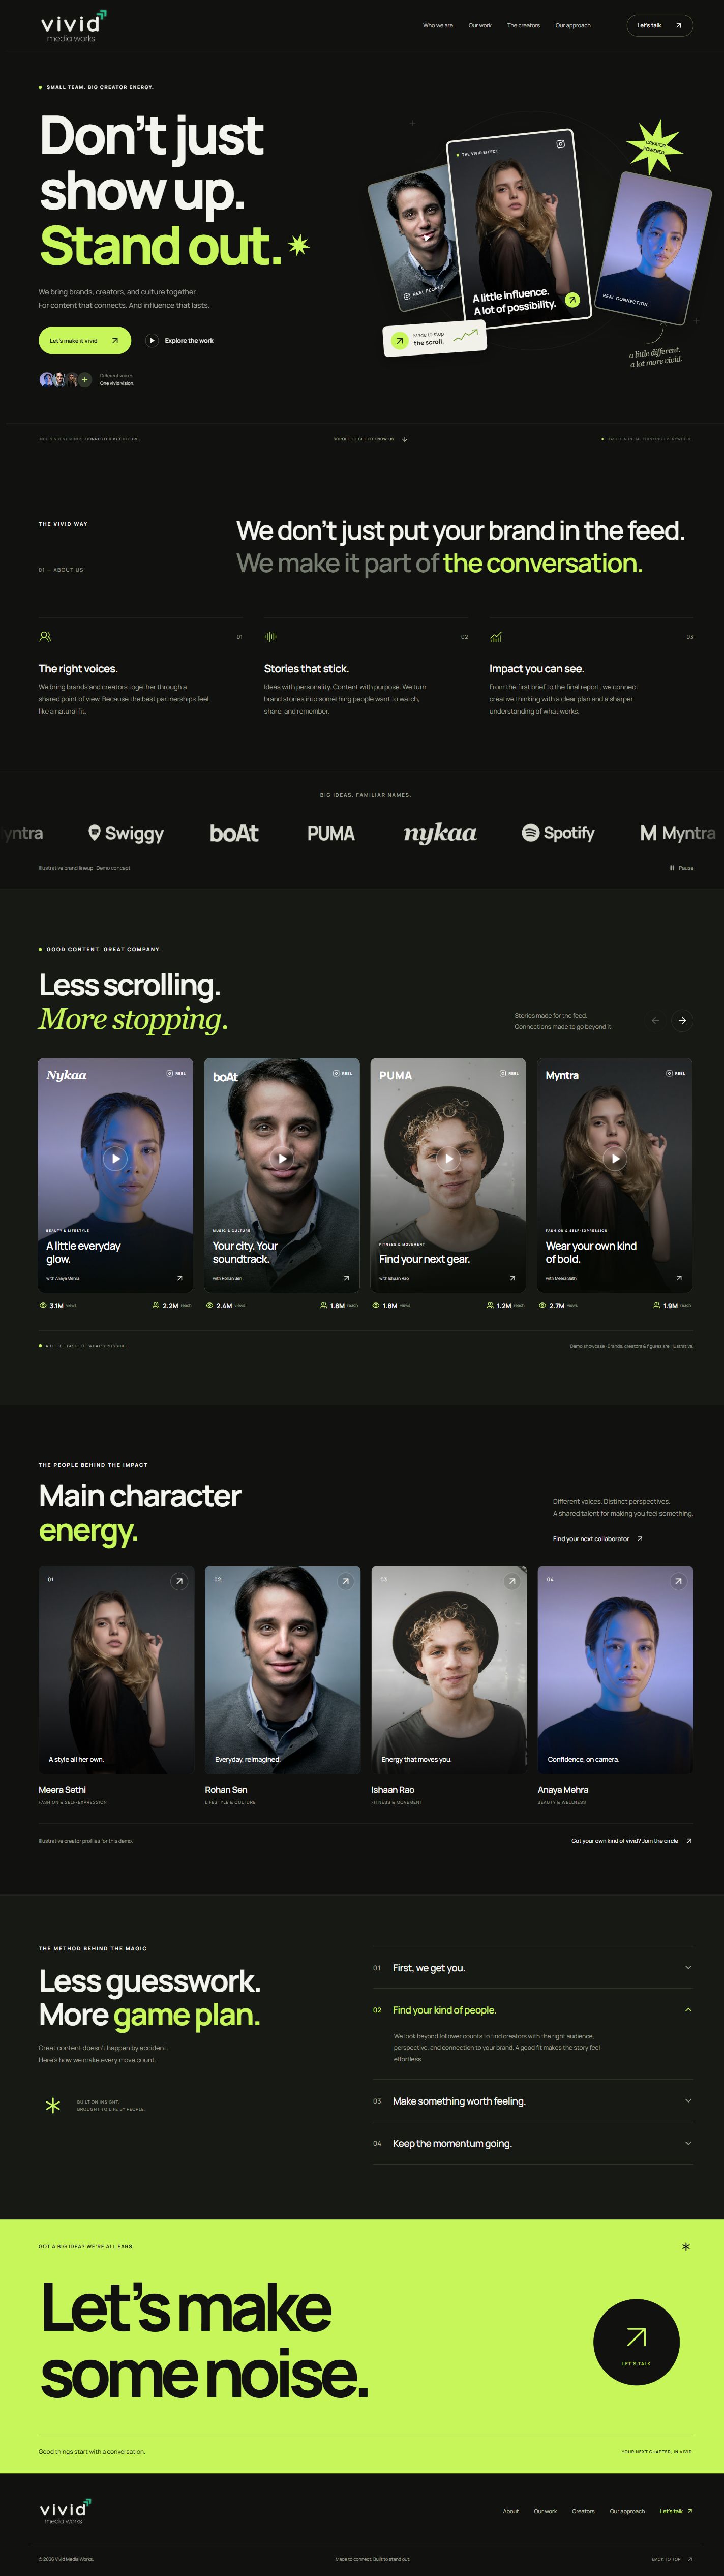 vivid
media works
Who we are
Our work
The creators
Our approach
Let's talk
SMALL TEAM. BIG CREATOR ENERGY.
Don't just
show up.
Stand out.
We bring brands, creators, and culture together.
For content that connects. And influence that lasts.
Let's make it vivid
Explore the work
Different voices.
One vivid vision.
THE VIVID EFFECT
REEL PEOPLE.
A little influence.
A lot of possibility.
CREATOR
POWERED.
REAL CONNECTION.
Made to stop
the scroll.
a little different.
a lot more vivid.
INDEPENDENT MINDS. CONNECTED BY CULTURE.
SCROLL TO GET TO KNOW US
BASED IN INDIA. THINKING EVERYWHERE.
THE VIVID WAY
01 — ABOUT US
We don't just put your brand in the feed.
We make it part of the conversation.
01
The right voices.
We bring brands and creators together through a
shared point of view. Because the best partnerships feel
like a natural fit.
02
Stories that stick.
Ideas with personality. Content with purpose. We turn
brand stories into something people want to watch,
share, and remember.
03
Impact you can see.
From the first brief to the final report, we connect
creative thinking with a clear plan and a sharper
understanding of what works.
BIG IDEAS. FAMILIAR NAMES.
yntra
Swiggy
boAt
PUMA
nykaa
Spotify
M Myntra
Illustrative brand lineup · Demo concept
Pause
GOOD CONTENT. GREAT COMPANY.
Less scrolling.
More stopping.
Stories made for the feed.
Connections made to go beyond it.
Nykaa
REEL
BEAUTY & LIFESTYLE
A little everyday
glow.
with Anaya Mehra
3.1M views
2.2M reach
boAt
REEL
MUSIC & CULTURE
Your city. Your
soundtrack.
with Rohan Sen
2.4M views
1.8M reach
PUMA
REEL
FITNESS & MOVEMENT
Find your next gear.
with Ishaan Rao
1.8M views
1.2M reach
Myntra
REEL
FASHION & SELF-EXPRESSION
Wear your own kind
of bold.
with Meera Sethi
2.7M views
1.9M reach
A LITTLE TASTE OF WHAT'S POSSIBLE
Demo showcase · Brands, creators & figures are illustrative.
THE PEOPLE BEHIND THE IMPACT
Main character
energy.
Different voices. Distinct perspectives.
A shared talent for making you feel something.
Find your next collaborator
01
A style all her own.
Meera Sethi
FASHION & SELF-EXPRESSION
02
Everyday, reimagined.
Rohan Sen
LIFESTYLE & CULTURE
03
Energy that moves you.
Ishaan Rao
FITNESS & MOVEMENT
04
Confidence, on camera.
Anaya Mehra
BEAUTY & WELLNESS
Illustrative creator profiles for this demo.
Got your own kind of vivid? Join the circle
THE METHOD BEHIND THE MAGIC
Less guesswork.
More game plan.
Great content doesn't happen by accident.
Here's how we make every move count.
BUILT ON INSIGHT.
BROUGHT TO LIFE BY PEOPLE.
01 First, we get you.
02 Find your kind of people.
We look beyond follower counts to find creators with the right audience,
perspective, and connection to your brand. A good fit makes the story feel
effortless.
03 Make something worth feeling.
04 Keep the momentum going.
GOT A BIG IDEA? WE'RE ALL EARS.
Let's make
some noise.
LET'S TALK
Good things start with a conversation.
YOUR NEXT CHAPTER, IN VIVID.
vivid
media works
About
Our work
Creators
Our approach
Let's talk
© 2026 Vivid Media Works.
Made to connect. Built to stand out.
BACK TO TOP